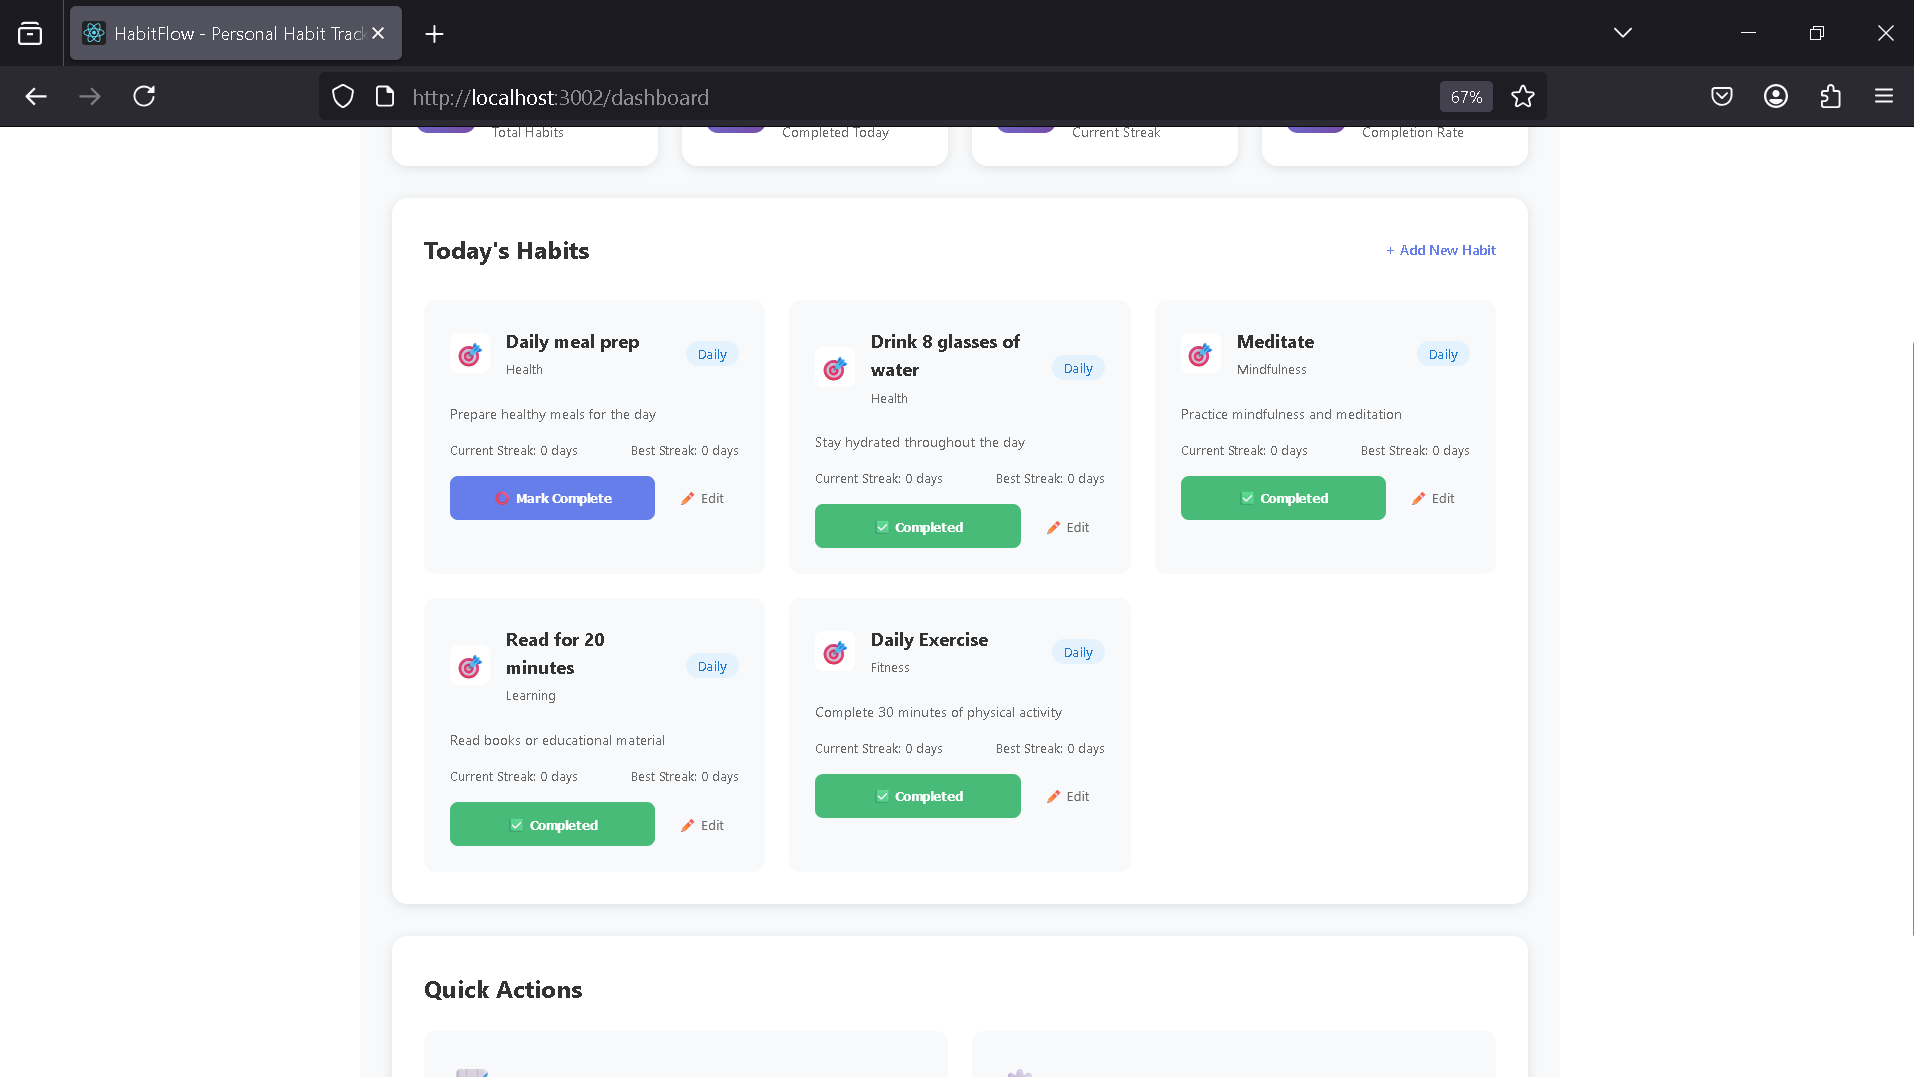 HabitFlow - Personal Habit Trac
http://localhost:3002/dashboard
67%
Total Habits
Completed Today
Current Streak
Completion Rate
Today's Habits
+ Add New Habit
Daily meal prep
Health
Daily
Prepare healthy meals for the day
Current Streak: 0 days
Best Streak: 0 days
Mark Complete
Edit
Drink 8 glasses of
water
Health
Daily
Stay hydrated throughout the day
Current Streak: 0 days
Best Streak: 0 days
Completed
Edit
Meditate
Mindfulness
Daily
Practice mindfulness and meditation
Current Streak: 0 days
Best Streak: 0 days
Completed
Edit
Read for 20
minutes
Learning
Daily
Read books or educational material
Current Streak: 0 days
Best Streak: 0 days
Completed
Edit
Daily Exercise
Fitness
Daily
Complete 30 minutes of physical activity
Current Streak: 0 days
Best Streak: 0 days
Completed
Edit
Quick Actions